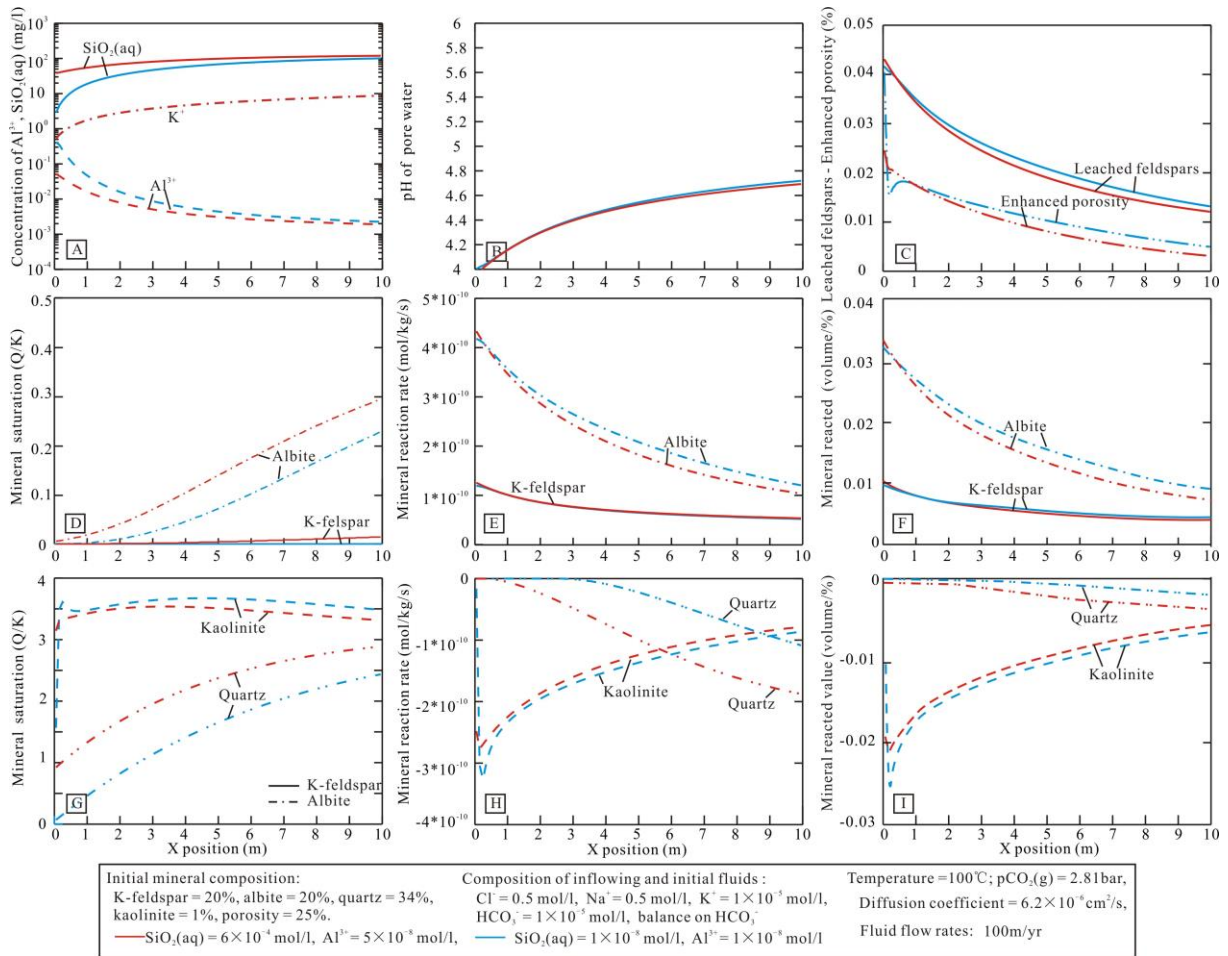 Concentration of Al³⁺, SiO₂(aq) (mg/l)
10³
10²
10¹
10⁰
10⁻¹
10⁻²
10⁻³
10⁻⁴
SiO₂(aq)
K⁺
Al³⁺
A
0 1 2 3 4 5 6 7 8 9 10
pH of pore water
6
5.8
5.6
5.4
5.2
5
4.8
4.6
4.4
4.2
4
B
0 1 2 3 4 5 6 7 8 9 10
Leached feldspars - Enhanced porosity (%)
0.05
0.04
0.03
0.02
0.01
0
Leached feldspars
Enhanced porosity
C
0 1 2 3 4 5 6 7 8 9 10
Mineral saturation (Q/K)
0.5
0.4
0.3
0.2
0.1
0
Albite
K-felspar
D
0 1 2 3 4 5 6 7 8 9 10
Mineral reaction rate (mol/kg/s)
5*10⁻¹⁰
4*10⁻¹⁰
3*10⁻¹⁰
2*10⁻¹⁰
1*10⁻¹⁰
0
Albite
K-feldspar
E
0 1 2 3 4 5 6 7 8 9 10
Mineral reacted (volume/%)
0.04
0.03
0.02
0.01
0
Albite
K-feldspar
F
0 1 2 3 4 5 6 7 8 9 10
Mineral saturation (Q/K)
4
3
2
1
0
Kaolinite
Quartz
K-feldspar
Albite
G
0 1 2 3 4 5 6 7 8 9 10
X position (m)
Mineral reaction rate (mol/kg/s)
0
-1*10⁻¹⁰
-2*10⁻¹⁰
-3*10⁻¹⁰
-4*10⁻¹⁰
Quartz
Kaolinite
Quartz
H
0 1 2 3 4 5 6 7 8 9 10
X position (m)
Mineral reacted value (volume/%)
0
-0.01
-0.02
-0.03
Quartz
Kaolinite
I
0 1 2 3 4 5 6 7 8 9 10
X position (m)
Initial mineral composition:
K-feldspar = 20%, albite = 20%, quartz = 34%,
kaolinite = 1%, porosity = 25%.
SiO₂(aq) = 6×10⁻⁴ mol/l, Al³⁺ = 5×10⁻⁸ mol/l,
Composition of inflowing and initial fluids :
Cl⁻ = 0.5 mol/l, Na⁺ = 0.5 mol/l, K⁺ = 1×10⁻⁵ mol/l,
HCO₃⁻ = 1×10⁻⁵ mol/l, balance on HCO₃⁻
SiO₂(aq) = 1×10⁻⁸ mol/l, Al³⁺ = 1×10⁻⁸ mol/l
Temperature =100℃; pCO₂(g) = 2.81bar,
Diffusion coefficient = 6.2×10⁻⁶ cm²/s,
Fluid flow rates: 100m/yr